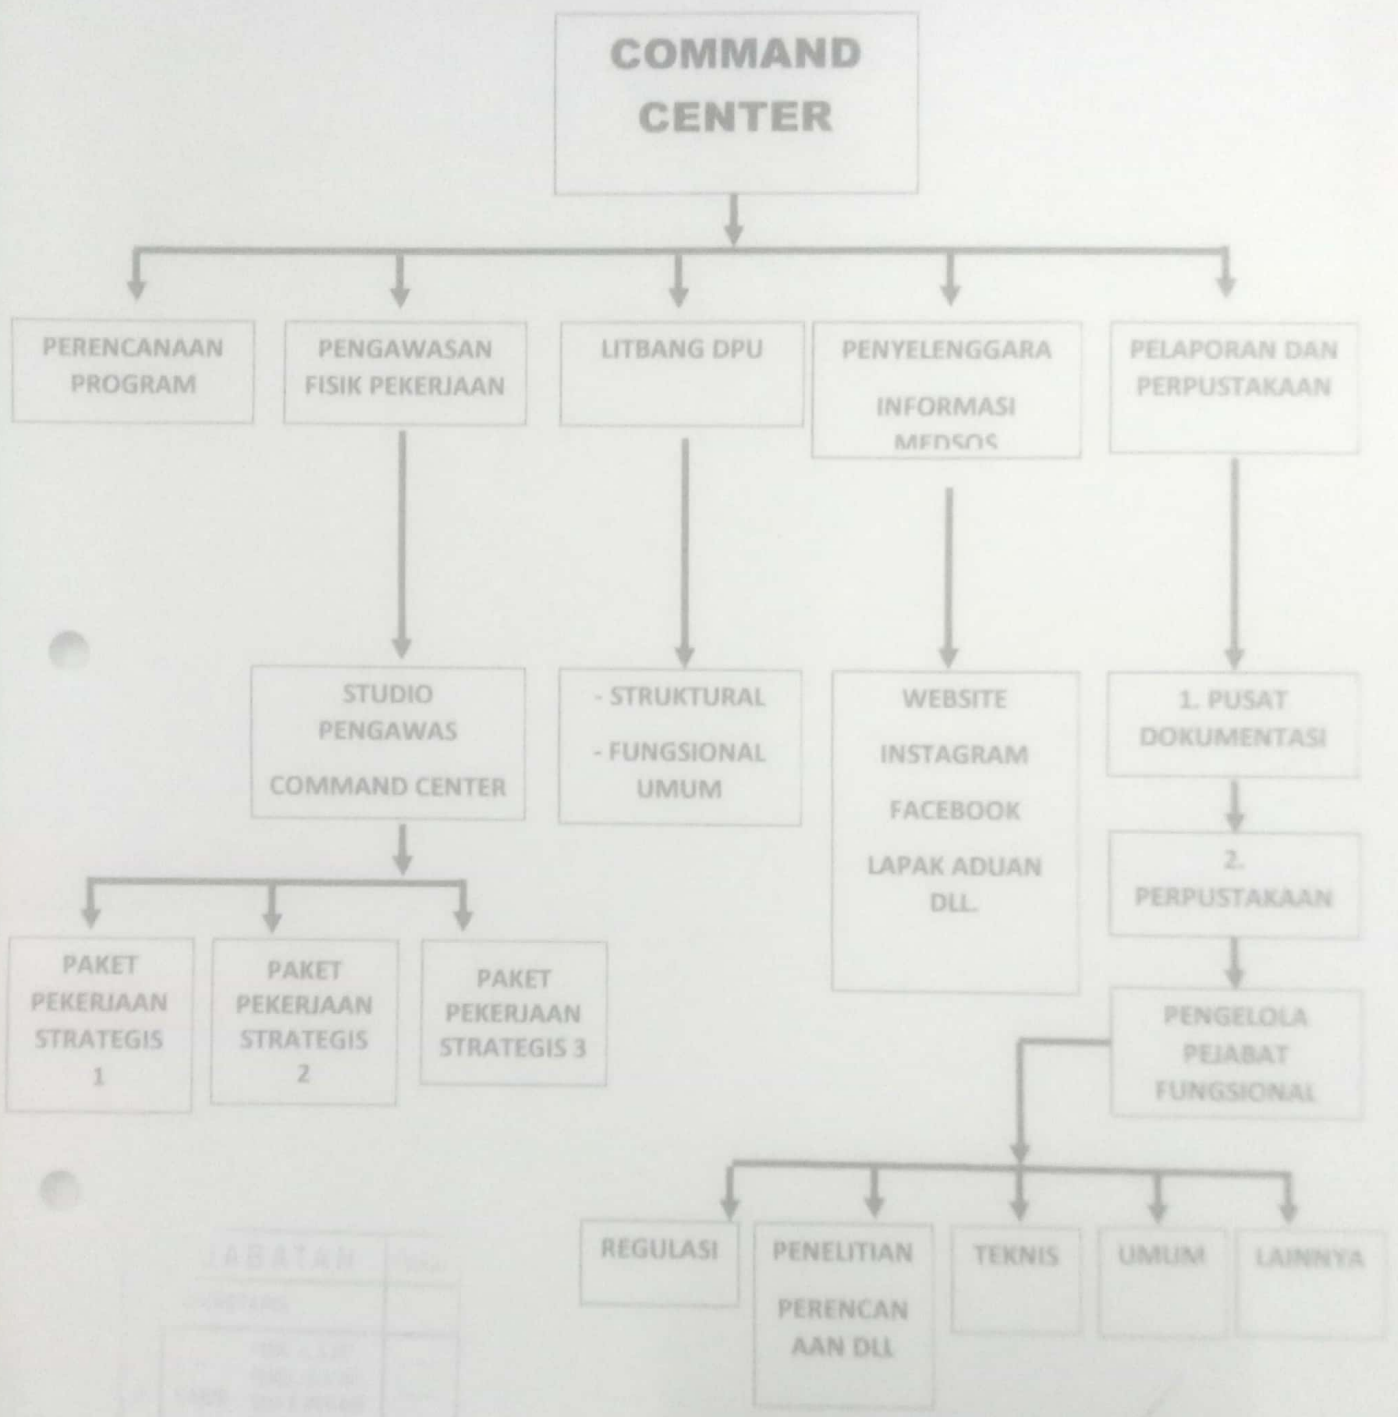 COMMAND
CENTER
PERENCANAAN
PROGRAM
PENGAWASAN
FISIK PEKERJAAN
LITBANG DPU
PENYELENGGARA
INFORMASI
MEDSOS
PELAPORAN DAN
PERPUSTAKAAN
STUDIO
PENGAWAS
COMMAND CENTER
- STRUKTURAL
- FUNGSIONAL
UMUM
WEBSITE
INSTAGRAM
FACEBOOK
LAPAK ADUAN
DLL.
1. PUSAT
DOKUMENTASI
2.
PERPUSTAKAAN
PAKET
PEKERJAAN
STRATEGIS
1
PAKET
PEKERJAAN
STRATEGIS
2
PAKET
PEKERJAAN
STRATEGIS 3
PENGELOLA
PEJABAT
FUNGSIONAL
REGULASI
PENELITIAN
PERENCAN
AAN DLL
TEKNIS
UMUM
LAINNYA